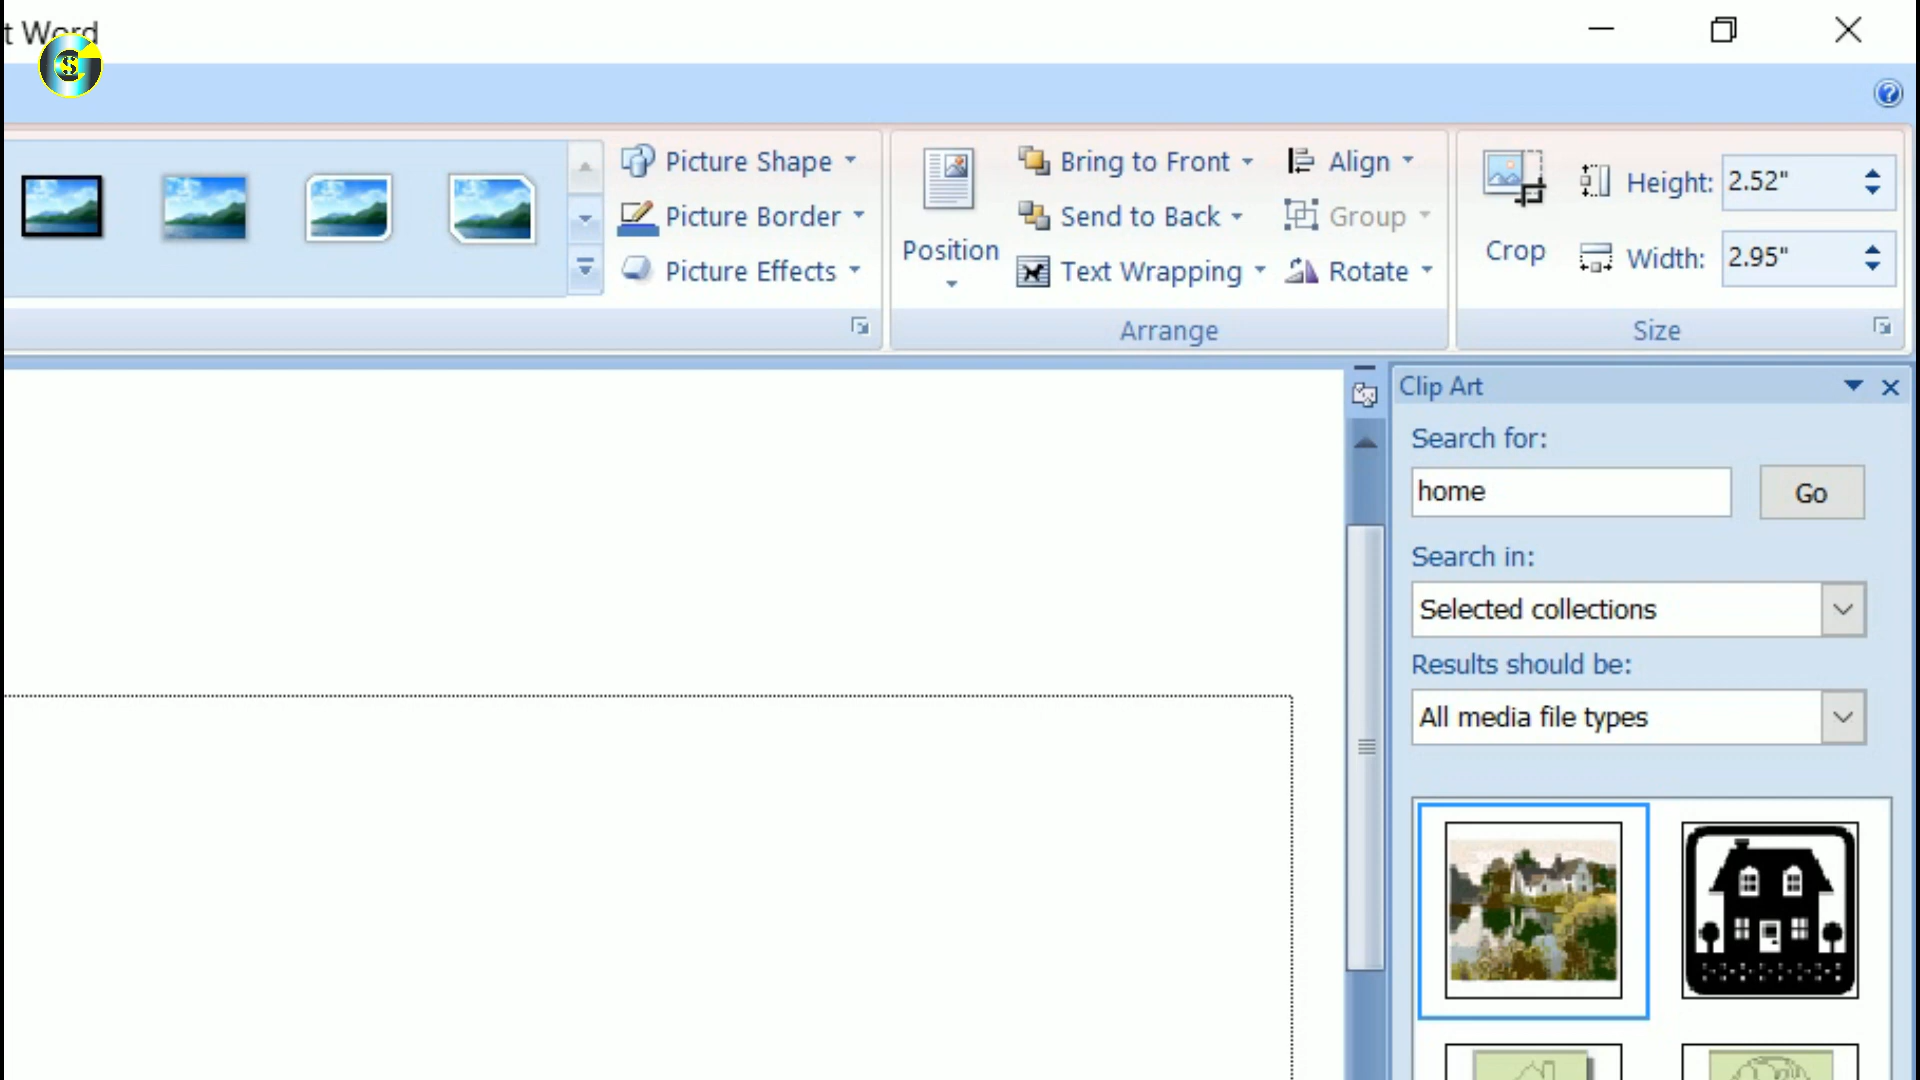 t Word
Picture Shape
Picture Border
Picture Effects
Position
Bring to Front
Send to Back
Text Wrapping
Align
Group
Rotate
Arrange
Crop
Height: 2.52"
Width: 2.95"
Size
Clip Art
Search for:
home
Go
Search in:
Selected collections
Results should be:
All media file types